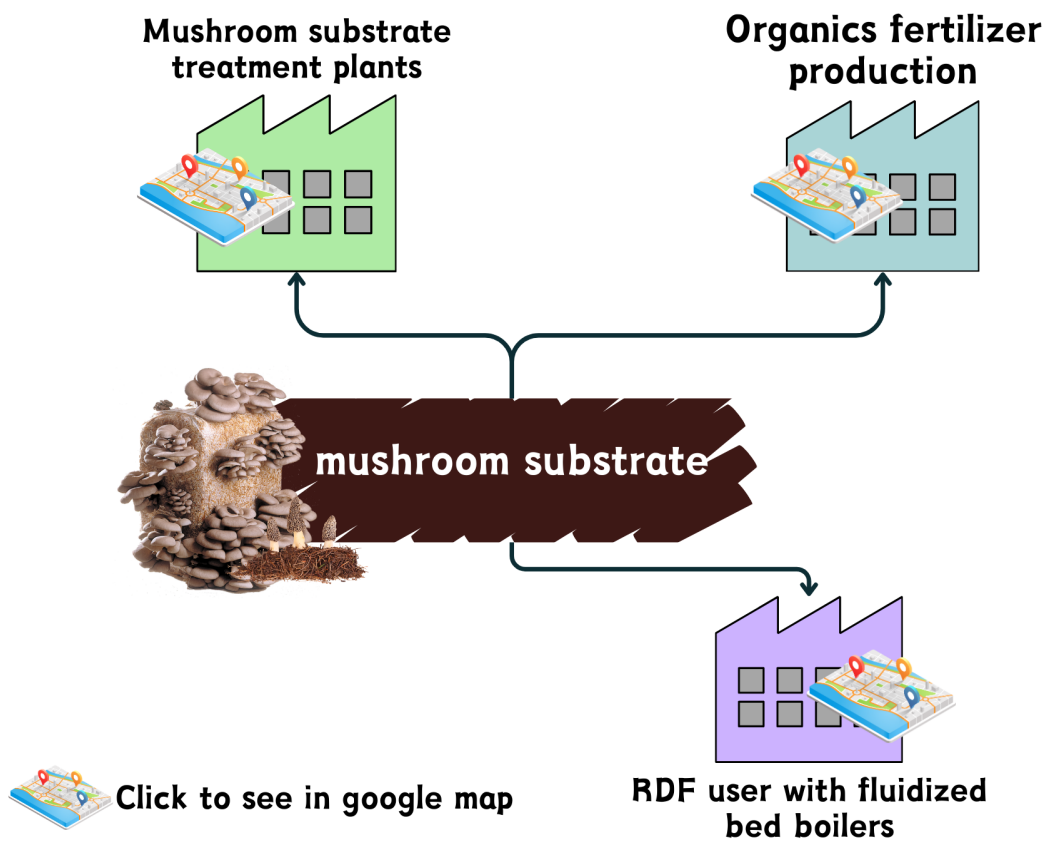 Mushroom substrate
treatment plants
Organics fertilizer
production
mushroom substrate
RDF user with fluidized
bed boilers
Click to see in google map